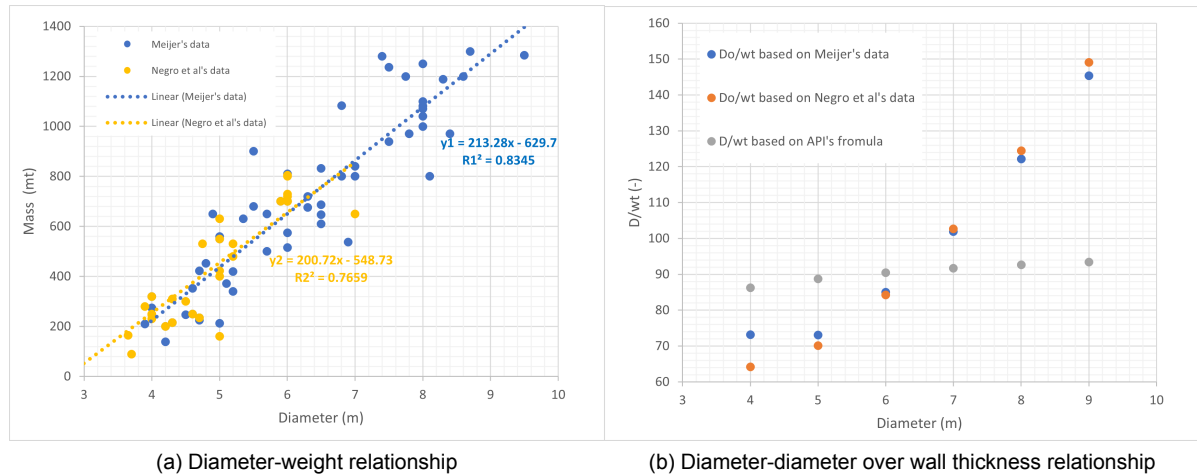 1400
1200
1000
800
600
400
200
0
Mass (mt)
Meijer's data
Negro et al's data
Linear (Meijer's data)
Linear (Negro et al's data)
y1 = 213.28x - 629.7
R1² = 0.8345
y2 = 200.72x - 548.73
R2² = 0.7659
3 4 5 6 7 8 9 10
Diameter (m)
(a) Diameter-weight relationship
160
150
140
130
120
110
100
90
80
70
60
D/wt (-)
Do/wt based on Meijer's data
Do/wt based on Negro et al's data
D/wt based on API's fromula
3 4 5 6 7 8 9 10
Diameter (m)
(b) Diameter-diameter over wall thickness relationship